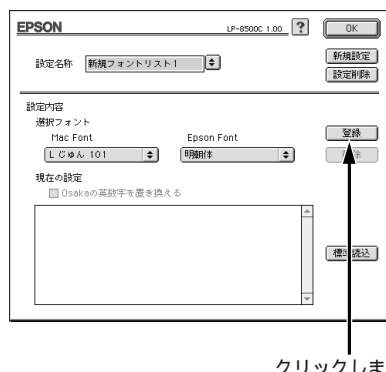 EPSON LP-8500C 1.00 ? OK
設定名称 新規フォントリスト1 新規設定
設定削除
設定内容
選択フォント
Mac Font Epson Font 登録
Lじゅん 101 明朝体
現在の設定
Osakaの英数字を置き換える
クリックしま